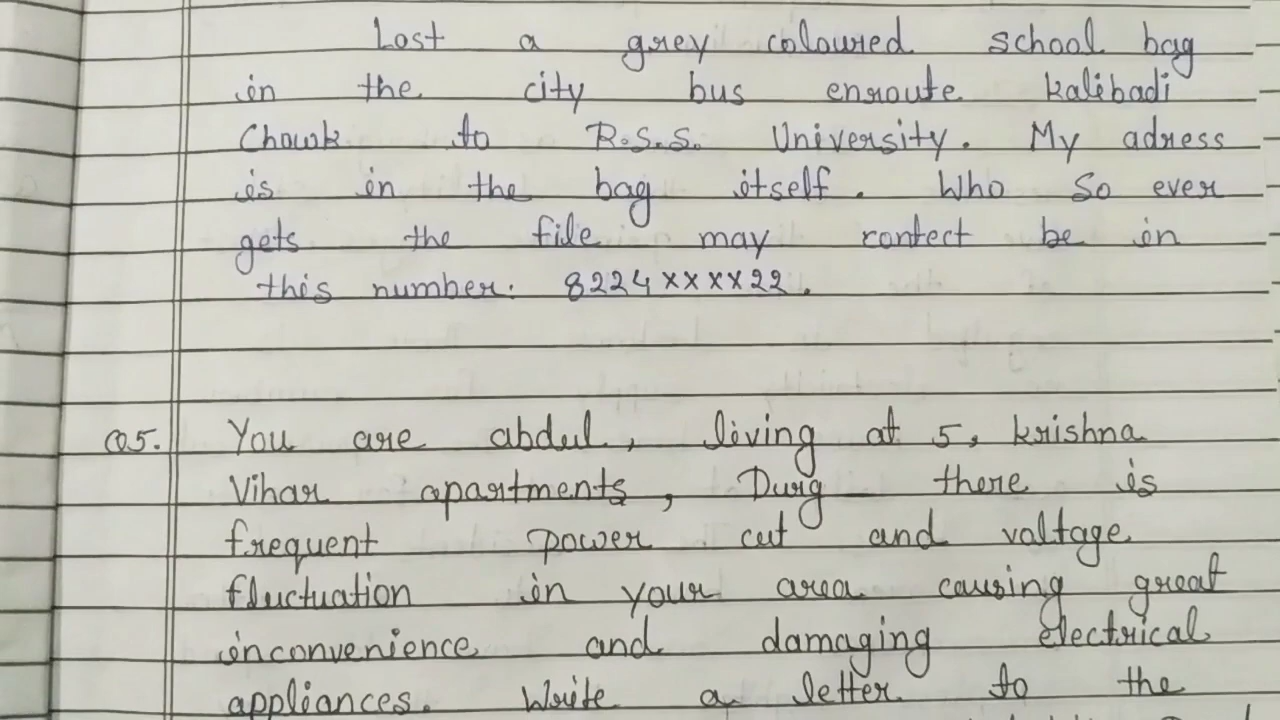 Lost a grey coloured school bag
in the city bus enroute Kalibadi
Chowk to R.S.S. University. My adress
is in the bag itself. Who so ever
gets the file may contect be in
this number: 8224xxxx22.
Q5. You are abdul, living at 5, krishna
Vihar apartments, Durg there is
frequent power cut and voltage
fluctuation in your area causing great
inconvenience and damaging electrical
appliances. Write a letter to the